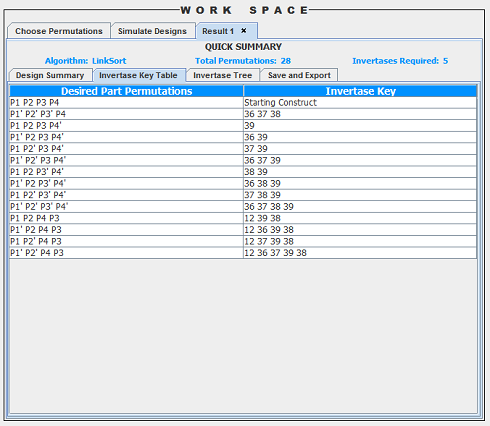 WORK SPACE
Choose Permutations Simulate Designs Result 1 ×
QUICK SUMMARY
Algorithm: LinkSort Total Permutations: 28 Invertases Required: 5
Design Summary Invertase Key Table Invertase Tree Save and Export
Desired Part Permutations Invertase Key
P1 P2 P3 P4 Starting Construct
P1' P2' P3' P4 36 37 38
P1 P2 P3 P4' 39
P1' P2 P3 P4' 36 39
P1 P2' P3 P4' 37 39
P1' P2' P3 P4' 36 37 39
P1 P2 P3' P4' 38 39
P1' P2 P3' P4' 36 38 39
P1 P2' P3' P4' 37 38 39
P1' P2' P3' P4' 36 37 38 39
P1 P2 P4 P3 12 39 38
P1' P2 P4 P3 12 36 39 38
P1 P2' P4 P3 12 37 39 38
P1' P2' P4 P3 12 36 37 39 38